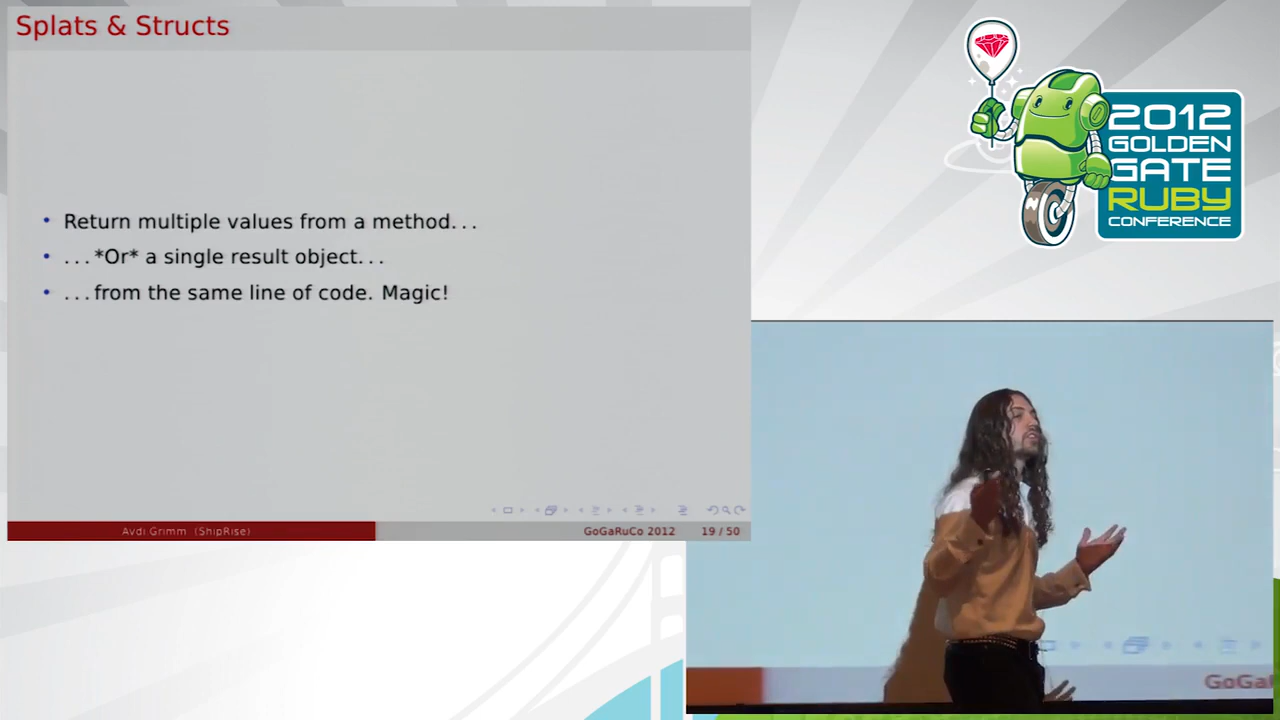 Splats & Structs
• Return multiple values from a method...
• ...*Or* a single result object...
• ...from the same line of code. Magic!
Avdi Grimm (ShipRise)
GoGaRuCo 2012
19 / 50
2012
GOLDEN
GATE
RUBY
CONFERENCE
GoGaR